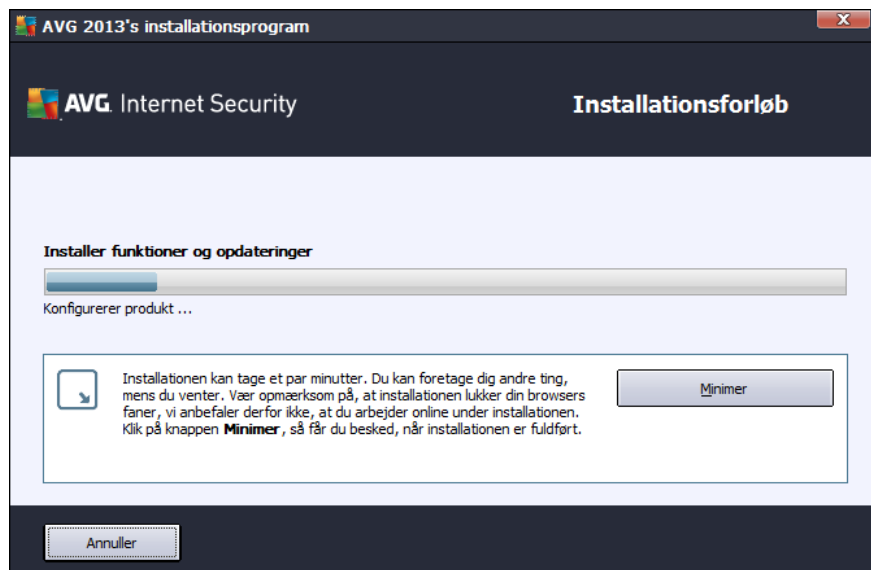 AVG 2013's installationsprogram
AVG. Internet Security
Installationsforløb
Installer funktioner og opdateringer
Konfigurerer produkt ...
Installationen kan tage et par minutter. Du kan foretage dig andre ting,
mens du venter. Vær opmærksom på, at installationen lukker din browsers
faner, vi anbefaler derfor ikke, at du arbejder online under installationen.
Klik på knappen Minimer, så får du besked, når installationen er fuldført.
Minimer
Annuller